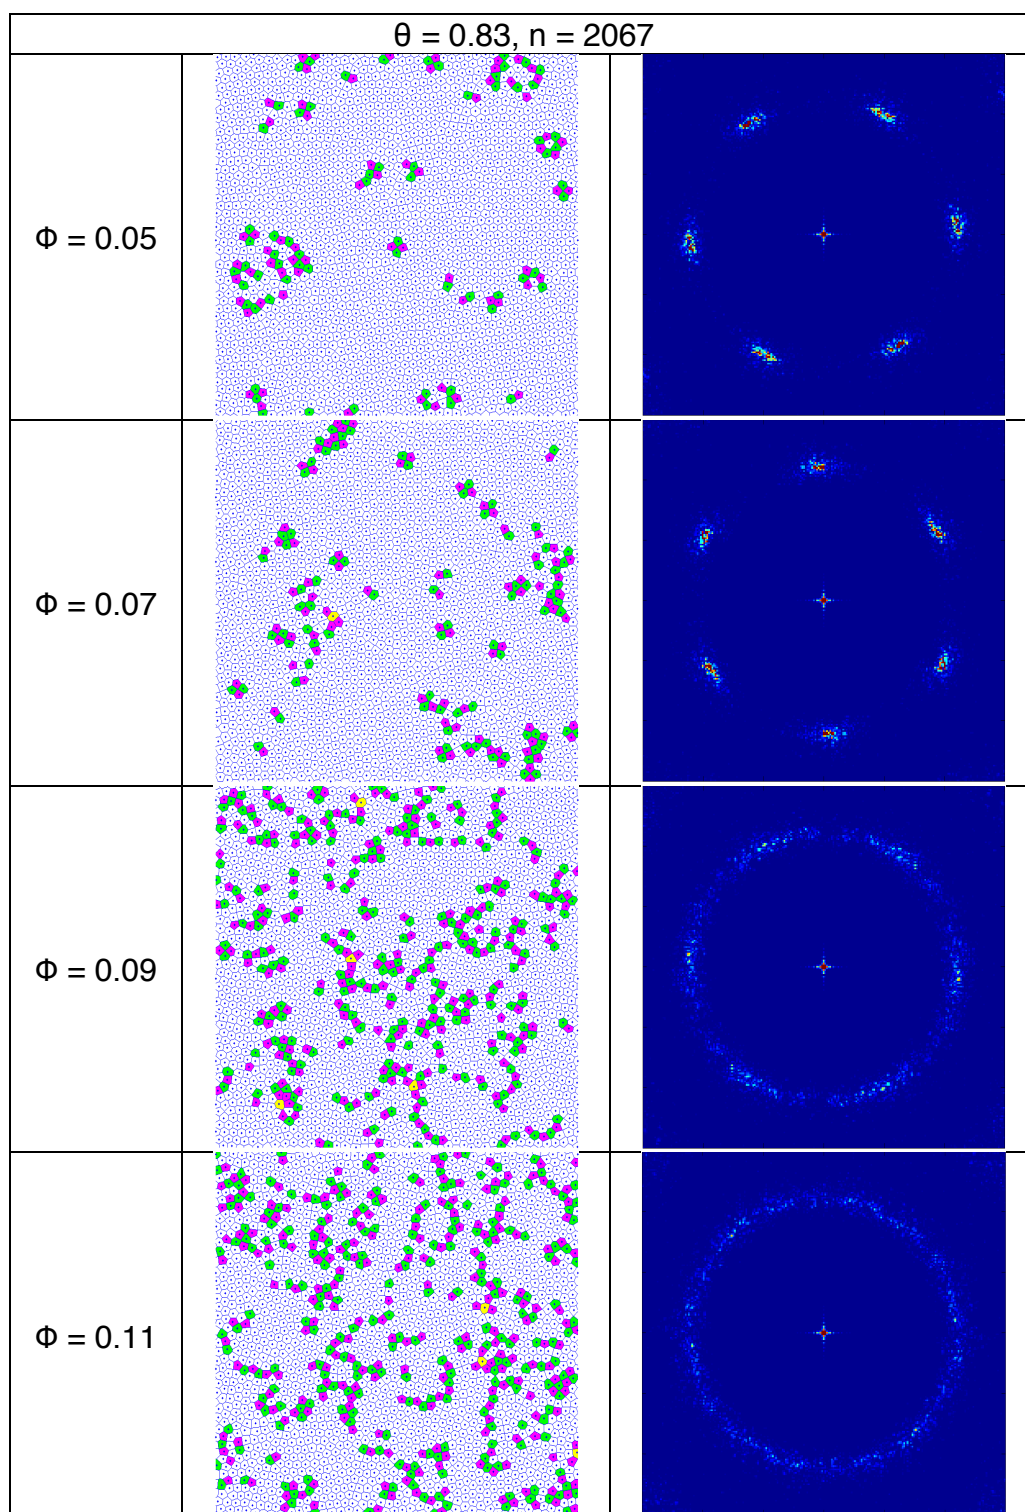 θ = 0.83, n = 2067
Φ = 0.05
Φ = 0.07
Φ = 0.09
Φ = 0.11